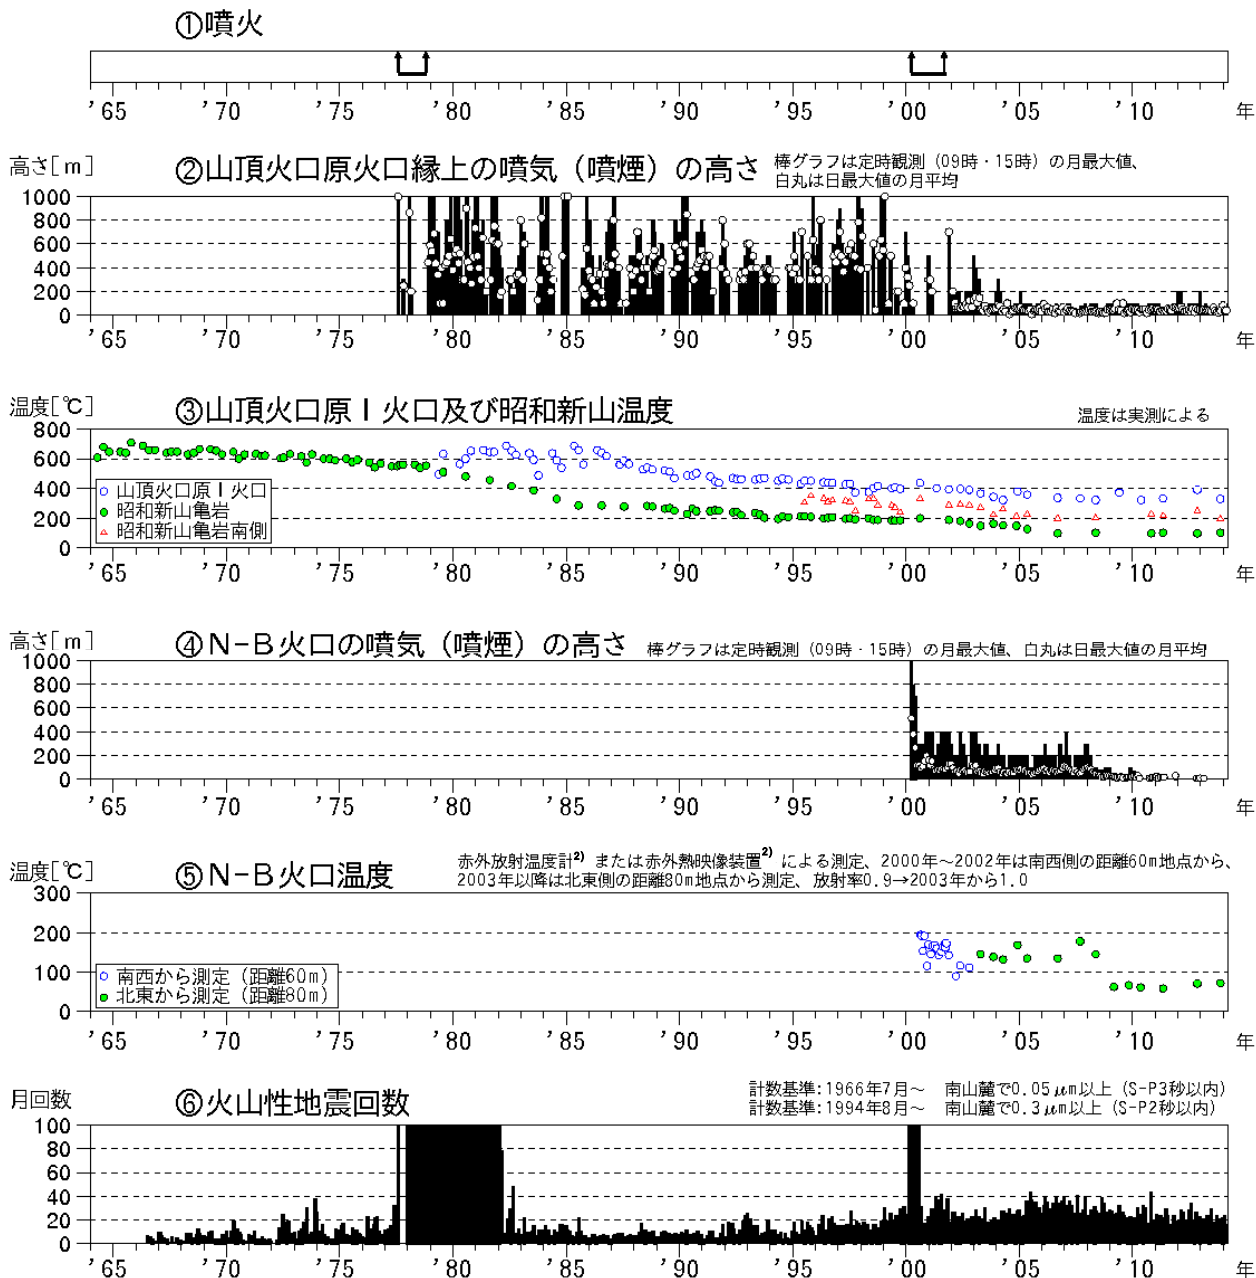 ①噴火
'65 '70 '75 '80 '85 '90 '95 '00 '05 '10 年
高さ[m] ②山頂火口原火口縁上の噴気（噴煙）の高さ 棒グラフは定時観測（09時・15時）の月最大値、
白丸は日最大値の月平均
1000
800
600
400
200
0
'65 '70 '75 '80 '85 '90 '95 '00 '05 '10 年
温度[℃] ③山頂火口原Ｉ火口及び昭和新山温度 温度は実測による
800
600
400
200
0
山頂火口原Ｉ火口
昭和新山亀岩
昭和新山亀岩南側
'65 '70 '75 '80 '85 '90 '95 '00 '05 '10 年
高さ[m] ④N-B火口の噴気（噴煙）の高さ 棒グラフは定時観測（09時・15時）の月最大値、白丸は日最大値の月平均
1000
800
600
400
200
0
'65 '70 '75 '80 '85 '90 '95 '00 '05 '10 年
温度[℃] ⑤N-B火口温度 赤外放射温度計2) または赤外熱映像装置2) による測定、2000年～2002年は南西側の距離60m地点から、
2003年以降は北東側の距離80m地点から測定、放射率0.9→2003年から1.0
300
200
100
0
南西から測定（距離60m）
北東から測定（距離80m）
'65 '70 '75 '80 '85 '90 '95 '00 '05 '10 年
月回数 ⑥火山性地震回数 計数基準:1966年7月～ 南山麓で0.05μm以上（S-P3秒以内）
計数基準:1994年8月～ 南山麓で0.3μm以上（S-P2秒以内）
100
80
60
40
20
0
'65 '70 '75 '80 '85 '90 '95 '00 '05 '10 年